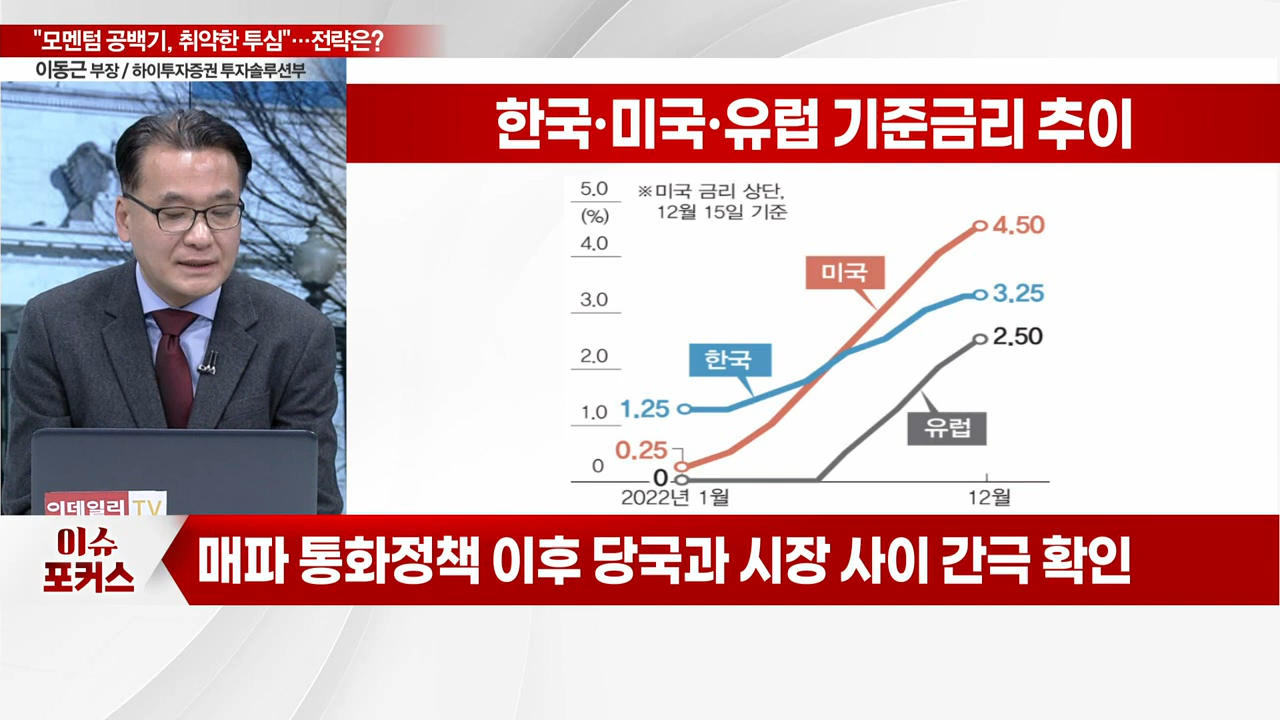 "모멘텀 공백기, 취약한 투심"…전략은?
이동근 부장 / 하이투자증권 투자솔루션부
한국·미국·유럽 기준금리 추이
5.0
(%)
4.0
3.0
2.0
1.0
0
※미국 금리 상단,
12월 15일 기준
미국
4.50
3.25
한국
2.50
1.25
유럽
0.25
0
2022년 1월
12월
이데일리 TV
이슈
포커스
매파 통화정책 이후 당국과 시장 사이 간극 확인